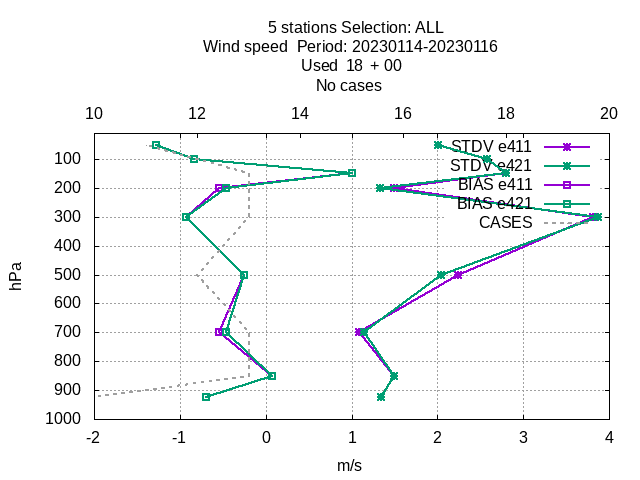 5 stations Selection: ALL
Wind speed  Period: 20230114-20230116
Used  18  + 00
No cases
10 12 14 16 18 20
STDV e411
STDV e421
BIAS e411
BIAS e421
CASES
100
200
300
400
500
600
700
800
900
1000
hPa
-2 -1 0 1 2 3 4
m/s